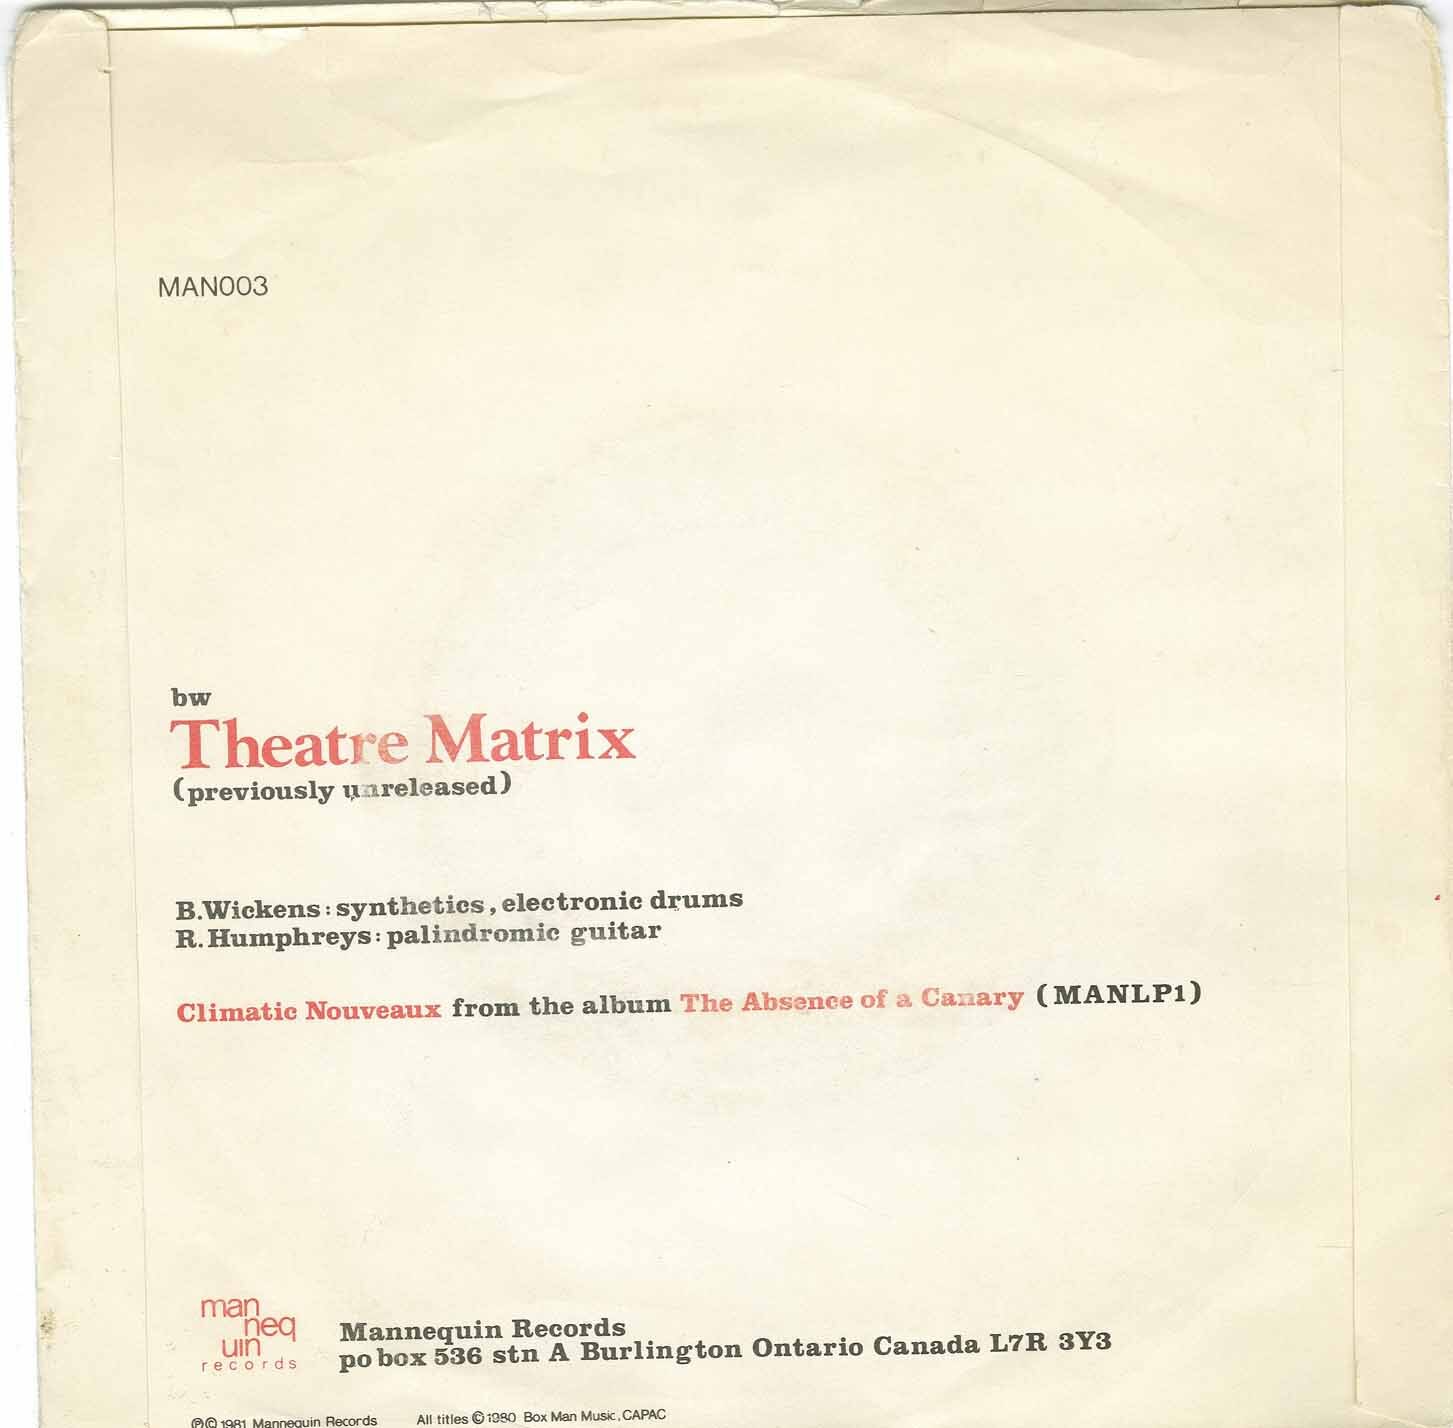 MAN003
bw
Theatre Matrix
(previously unreleased)
B.Wickens: synthetics, electronic drums
R.Humphreys: palindromic guitar
Climatic Nouveaux from the album The Absence of a Canary (MANLP1)
man
neq
uin
records
Mannequin Records
po box 536 stn A Burlington Ontario Canada L7R 3Y3
℗© 1981 Mannequin Records All titles © 1980 Box Man Music, CAPAC